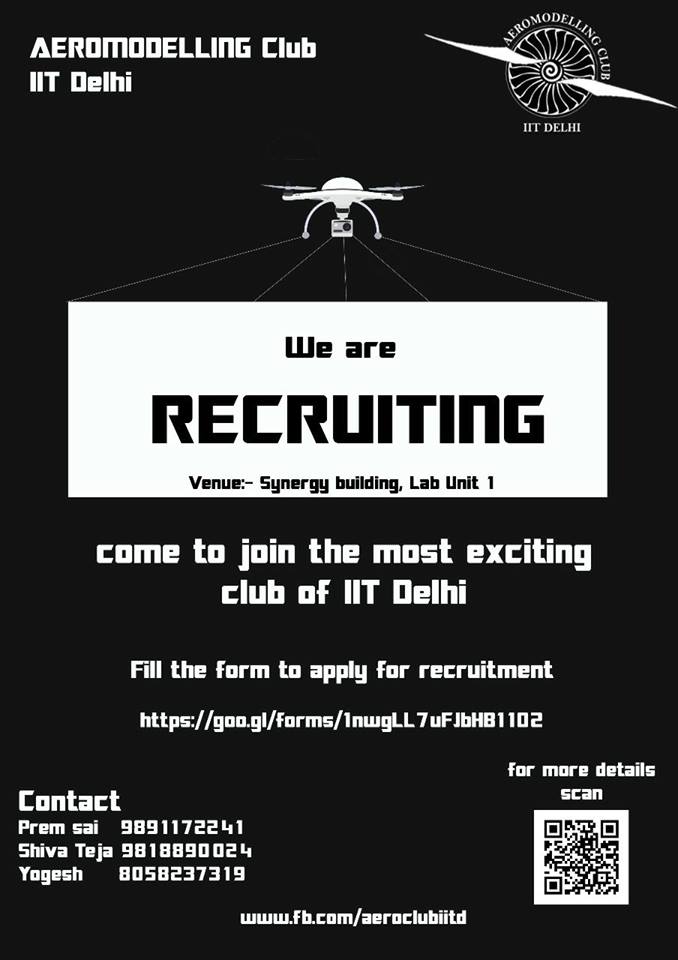 AEROMODELLING Club
IIT Delhi
AEROMODELLING CLUB
IIT DELHI
We are
RECRUITING
Venue:- Synergy building, Lab Unit 1
come to join the most exciting
club of IIT Delhi
Fill the form to apply for recruitment
https://goo.gl/forms/1nwgLL7uFJbHB11O2
for more details
scan
Contact
Prem sai 9891172241
Shiva Teja 9818890024
Yogesh 8058237319
www.fb.com/aeroclubiitd